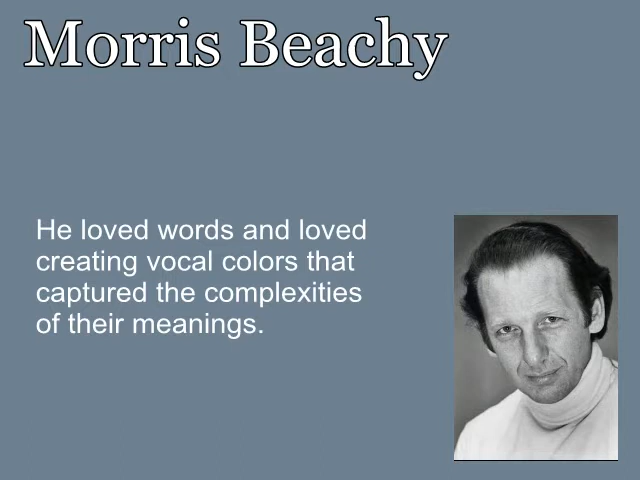 Morris Beachy
He loved words and loved
creating vocal colors that
captured the complexities
of their meanings.